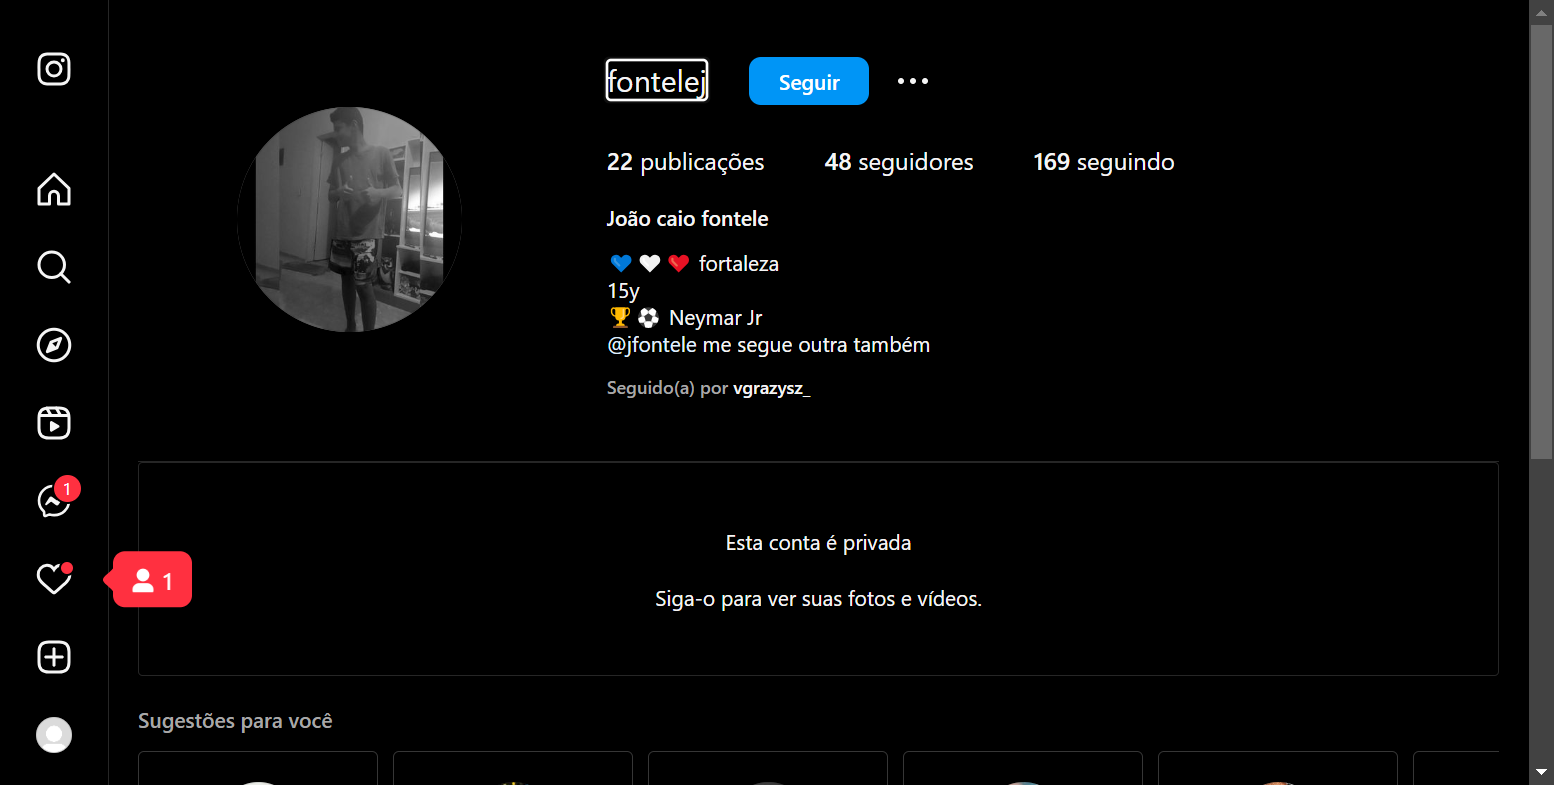 fontelej
Seguir
22 publicações 48 seguidores 169 seguindo
João caio fontele
💙🤍❤️ fortaleza
15y
🏆⚽ Neymar Jr
@jfontele me segue outra também
Seguido(a) por vgrazysz_
1
1
Esta conta é privada
Siga-o para ver suas fotos e vídeos.
Sugestões para você